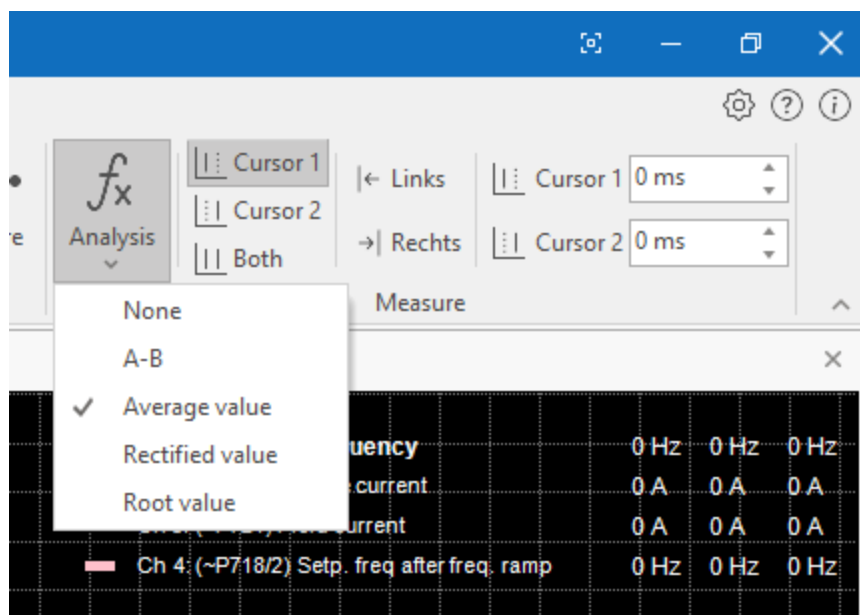 Cursor 1
Links
Cursor 1 0 ms
re
Analysis
Cursor 2
Rechts
Cursor 2 0 ms
Both
Measure
None
A-B
Average value
Rectified value
Root value
uency 0 Hz 0 Hz 0 Hz
current 0 A 0 A 0 A
current 0 A 0 A 0 A
Ch 4: (~P718/2) Setp. freq after freq. ramp 0 Hz 0 Hz 0 Hz